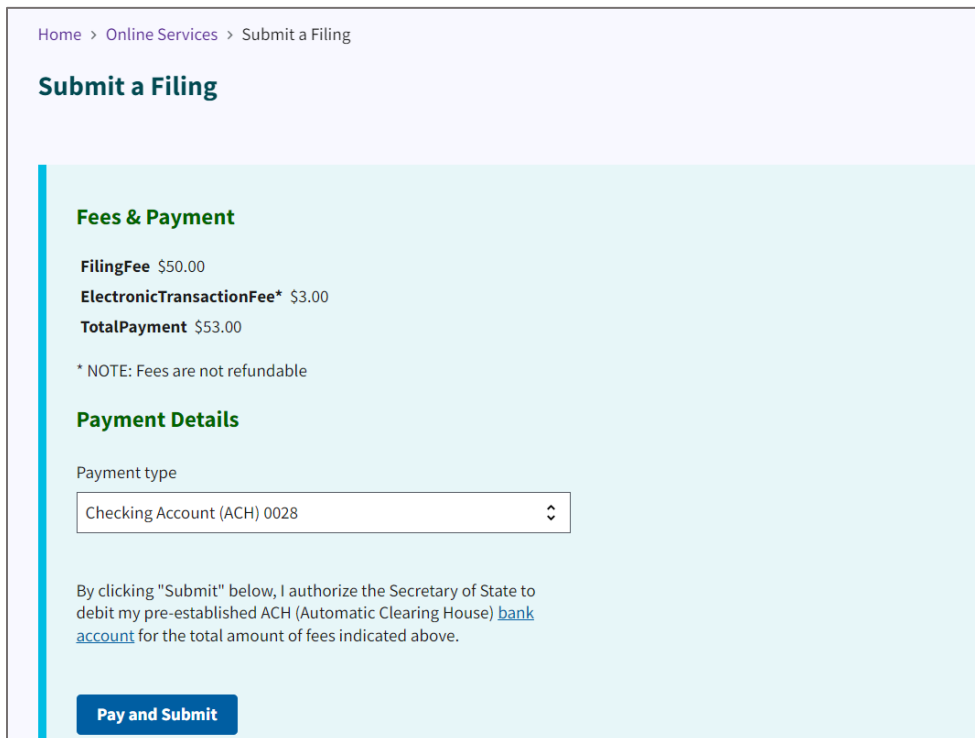 Home > Online Services > Submit a Filing
Submit a Filing
Fees & Payment
FilingFee $50.00
ElectronicTransactionFee* $3.00
TotalPayment $53.00
* NOTE: Fees are not refundable
Payment Details
Payment type
Checking Account (ACH) 0028
By clicking "Submit" below, I authorize the Secretary of State to
debit my pre-established ACH (Automatic Clearing House) bank
account for the total amount of fees indicated above.
Pay and Submit